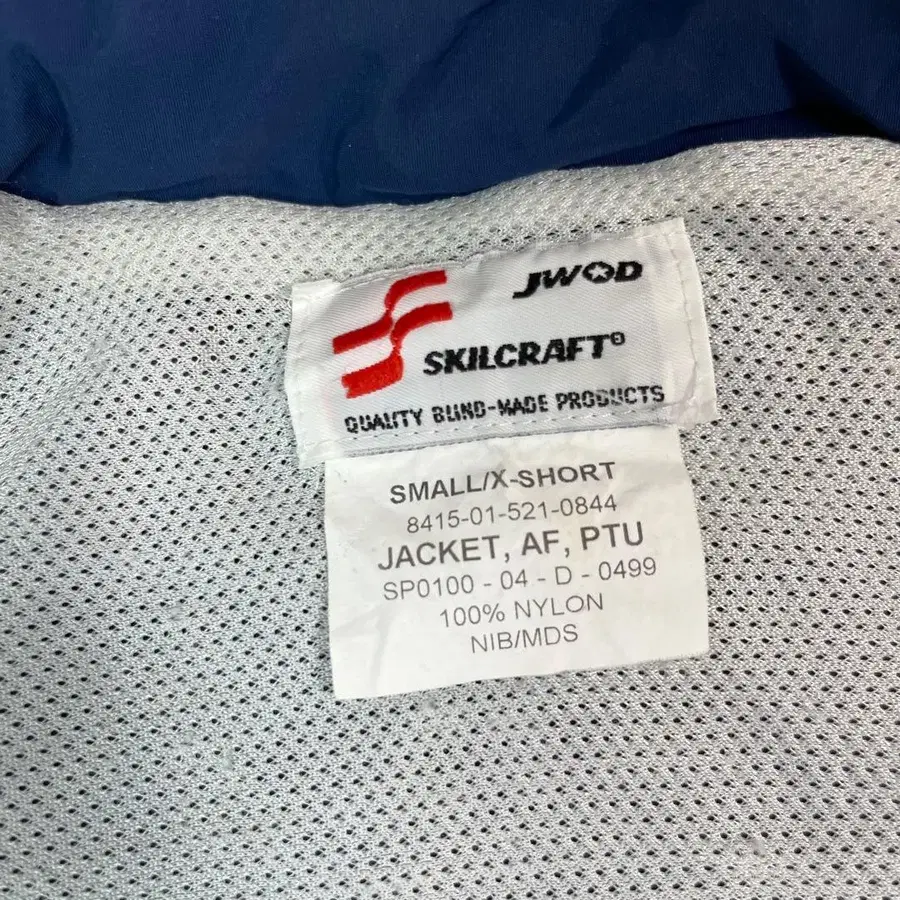 JWOD
SKILCRAFT®
QUALITY BLIND-MADE PRODUCTS
SMALL/X-SHORT
8415-01-521-0844
JACKET, AF, PTU
SP0100 - 04 - D - 0499
100% NYLON
NIB/MDS